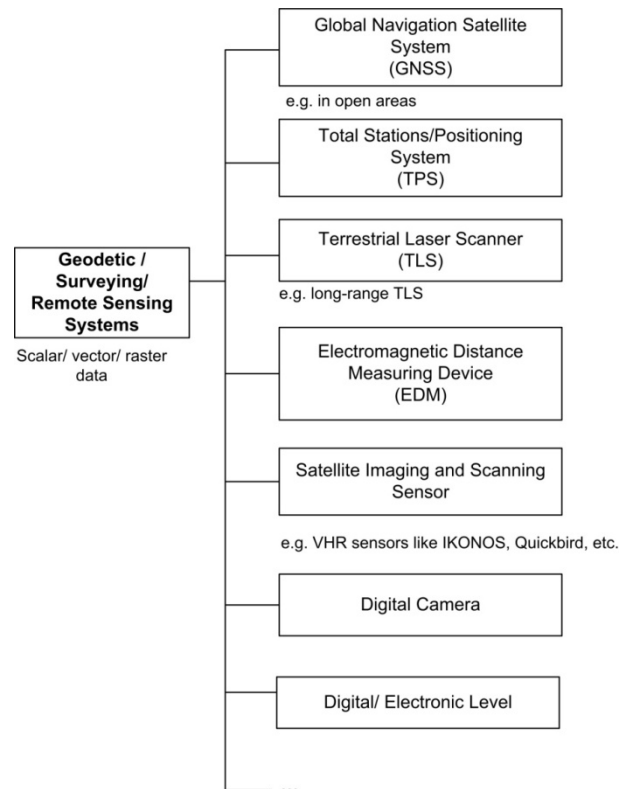 Global Navigation Satellite
System
(GNSS)
e.g. in open areas
Total Stations/Positioning
System
(TPS)
Terrestrial Laser Scanner
(TLS)
e.g. long-range TLS
Geodetic /
Surveying/
Remote Sensing
Systems
Scalar/ vector/ raster
data
Electromagnetic Distance
Measuring Device
(EDM)
Satellite Imaging and Scanning
Sensor
e.g. VHR sensors like IKONOS, Quickbird, etc.
Digital Camera
Digital/ Electronic Level